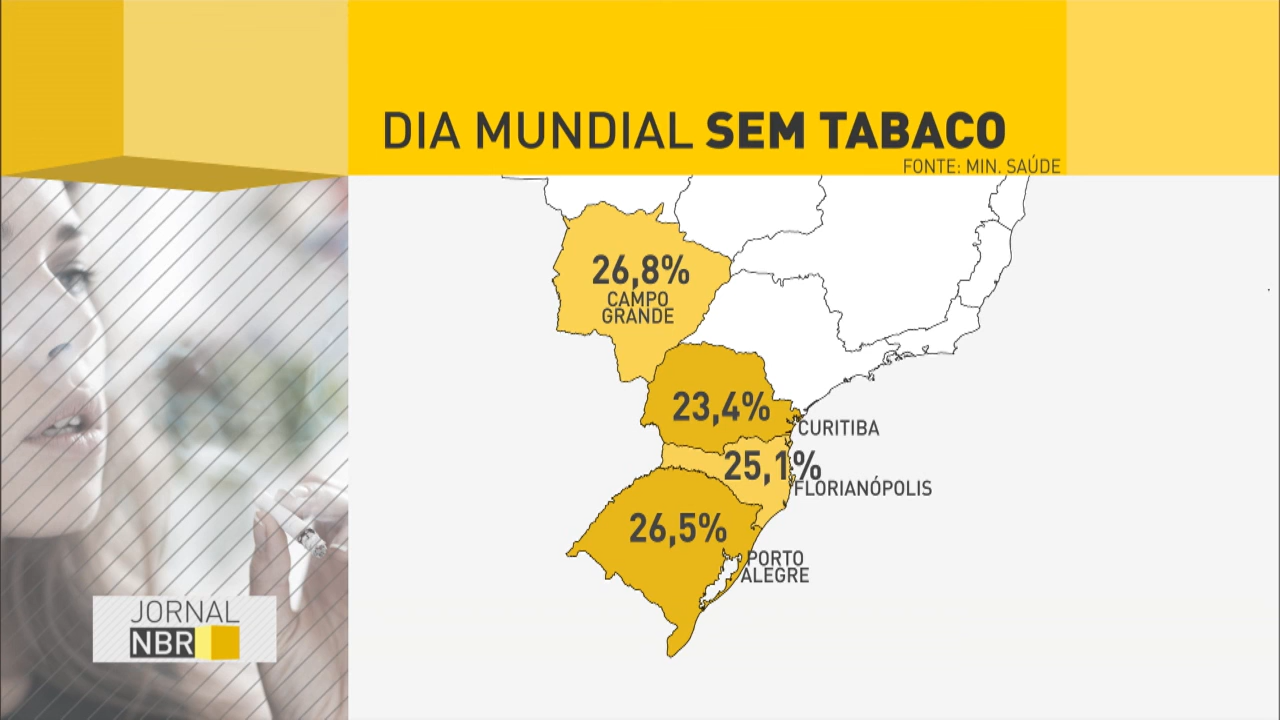 DIA MUNDIAL SEM TABACO
FONTE: MIN. SAÚDE
26,8%
CAMPO
GRANDE
23,4%
CURITIBA
25,1%
FLORIANÓPOLIS
26,5%
PORTO
ALEGRE
JORNAL
NBR